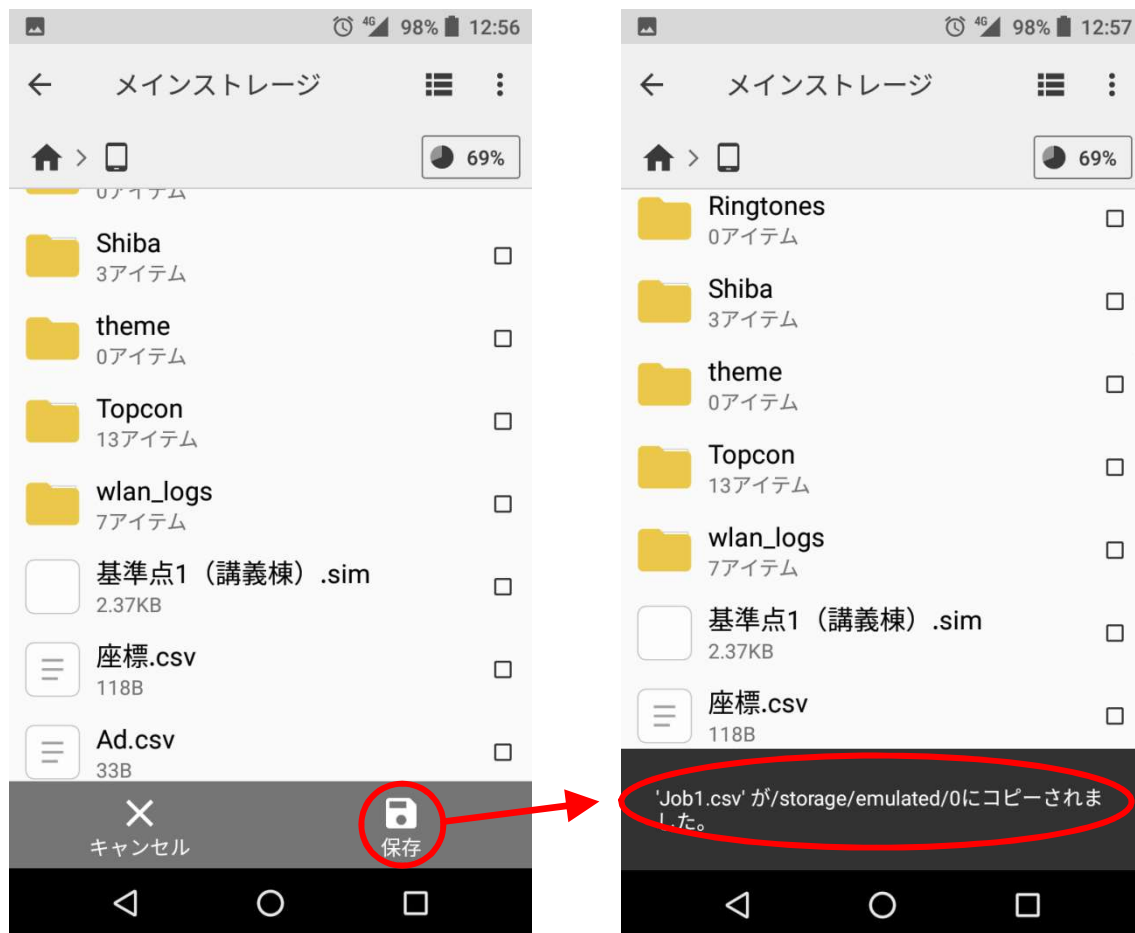 4G 98% 12:56
メインストレージ
69%
0アイテム
Shiba
3アイテム
theme
0アイテム
Topcon
13アイテム
wlan_logs
7アイテム
基準点1（講義棟）.sim
2.37KB
座標.csv
118B
Ad.csv
33B
キャンセル
保存
4G 98% 12:57
メインストレージ
69%
Ringtones
0アイテム
Shiba
3アイテム
theme
0アイテム
Topcon
13アイテム
wlan_logs
7アイテム
基準点1（講義棟）.sim
2.37KB
座標.csv
118B
'Job1.csv' が/storage/emulated/0にコピーされま
した。